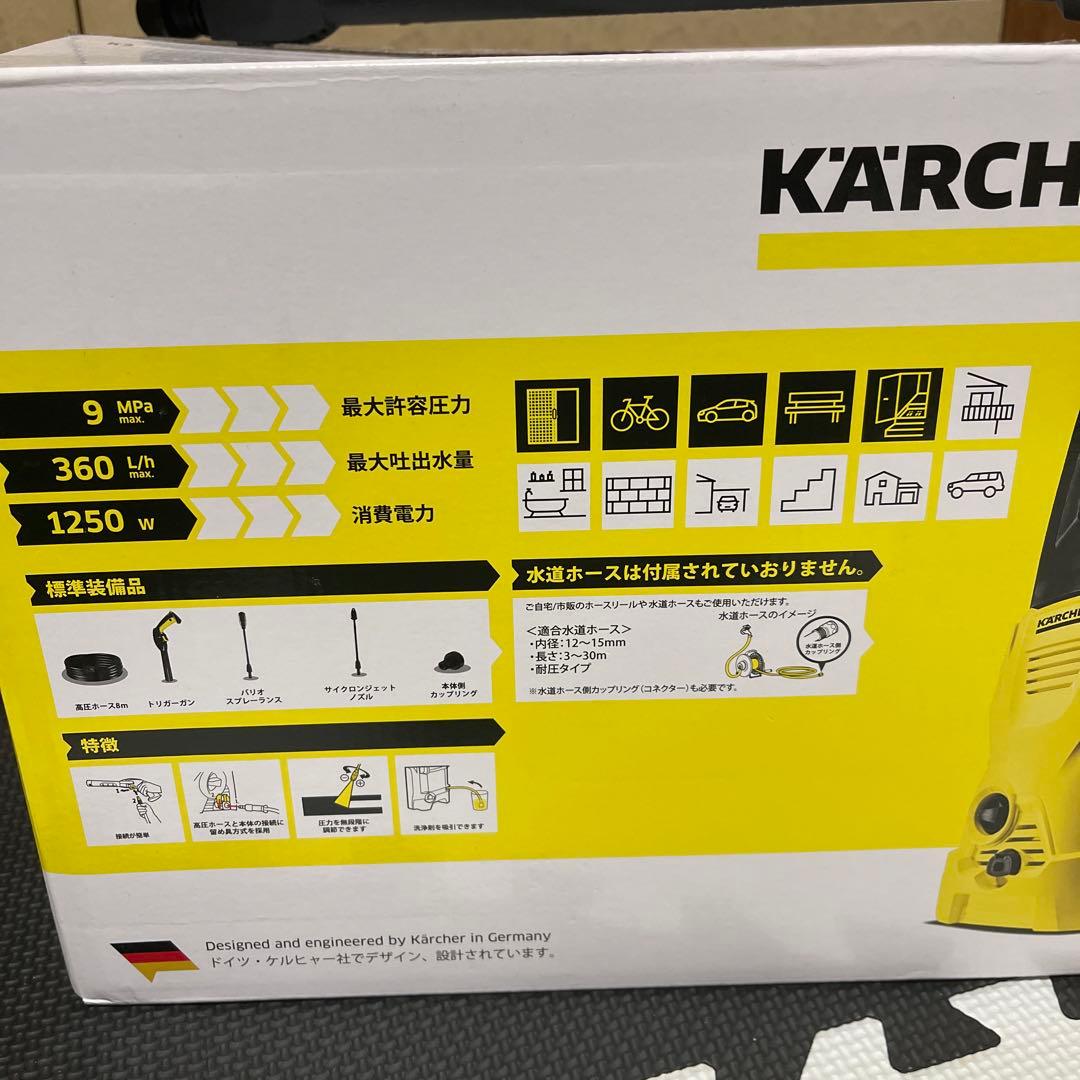 KÄRCH
9 MPa max. 最大許容圧力
360 L/h max. 最大吐出水量
1250 W 消費電力
標準装備品
高圧ホース8m
トリガーガン
バリオ
スプレーランス
サイクロンジェット
ノズル
本体側
カップリング
水道ホースは付属されていおりません。
ご自宅/市販のホースリールや水道ホースもご使用いただけます。
水道ホースのイメージ
＜適合水道ホース＞
・内径：12〜15mm
・長さ：3〜30m
・耐圧タイプ
水道ホース側
カップリング
※水道ホース側カップリング（コネクター）も必要です。
特徴
接続が簡単
高圧ホースと本体の接続に
留め具方式を採用
圧力を無段階に
調節できます
洗浄剤を吸引できます
KÄRCHE
Designed and engineered by Kärcher in Germany
ドイツ・ケルヒャー社でデザイン、設計されています。